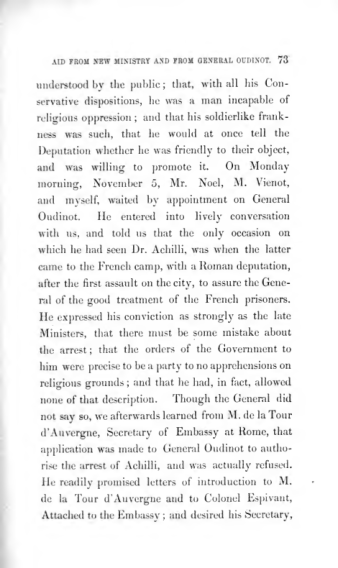 AID FROM NEW MINISTRY AND FROM GENERAL OUDINOT. 73
understood by the public; that, with all his Con-
servative dispositions, he was a man incapable of
religious oppression; and that his soldierlike frank-
ness was such, that he would at once tell the
Deputation whether he was friendly to their object,
and was willing to promote it. On Monday
morning, November 5, Mr. Noel, M. Vienot,
and myself, waited by appointment on General
Oudinot. He entered into lively conversation
with us, and told us that the only occasion on
which he had seen Dr. Achilli, was when the latter
came to the French camp, with a Roman deputation,
after the first assault on the city, to assure the Gene-
ral of the good treatment of the French prisoners.
He expressed his conviction as strongly as the late
Ministers, that there must be some mistake about
the arrest; that the orders of the Government to
him were precise to be a party to no apprehensions on
religious grounds; and that he had, in fact, allowed
none of that description. Though the General did
not say so, we afterwards learned from M. de la Tour
d'Auvergne, Secretary of Embassy at Rome, that
application was made to General Oudinot to autho-
rise the arrest of Achilli, and was actually refused.
He readily promised letters of introduction to M.
de la Tour d'Auvergne and to Colonel Espivant,
Attached to the Embassy; and desired his Secretary,